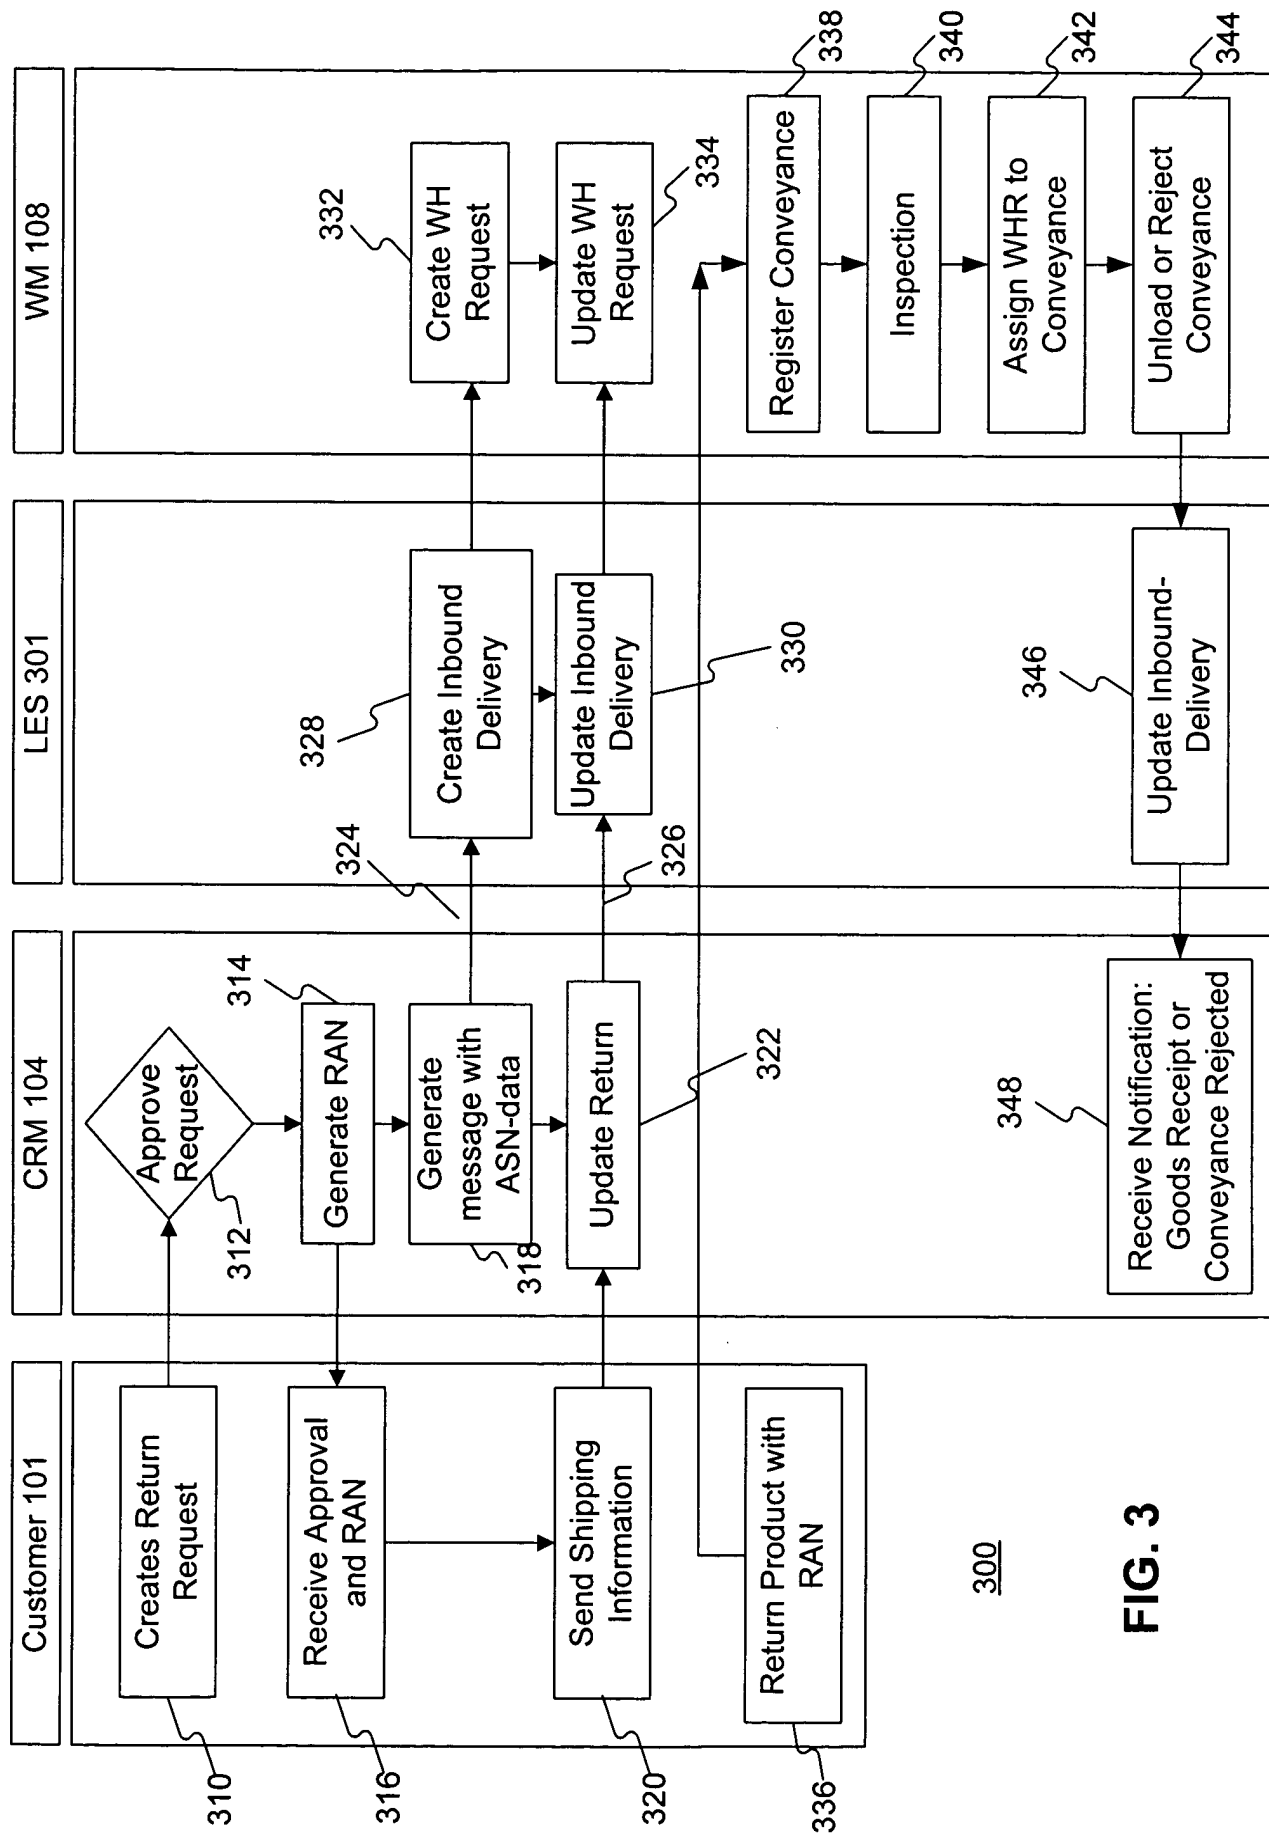 Customer 101
CRM 104
LES 301
WM 108
310
Creates Return
Request
Approve
Request
312
314
Generate RAN
316
Receive Approval
and RAN
Generate
message with
ASN-data
318
324
328
Create Inbound
Delivery
332
Create WH
Request
320
Send Shipping
Information
Update Return
322
326
Update Inbound
Delivery
330
Update WH
Request
334
336
Return Product with
RAN
Register Conveyance
338
Inspection
340
Assign WHR to
Conveyance
342
Unload or Reject
Conveyance
344
346
Update Inbound-
Delivery
348
Receive Notification:
Goods Receipt or
Conveyance Rejected
300
FIG. 3